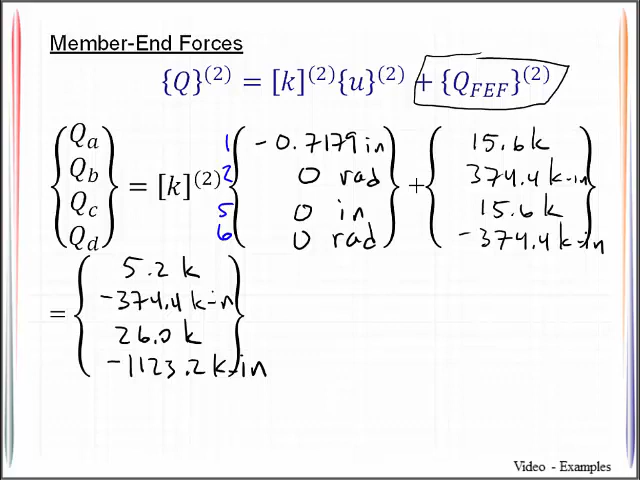 Member-End Forces
{Q}^(2) = [k]^(2){u}^(2) + {Q_FEF}^(2)
{Q_a Q_b Q_c Q_d} = [k]^(2) 1 2 5 6 {-0.7179 in 0 rad 0 in 0 rad} + {15.6 k 374.4 k-in 15.6 k -374.4 k-in}
= {5.2 k -374.4 k-in 26.0 k -1123.2 k-in}
Video - Examples